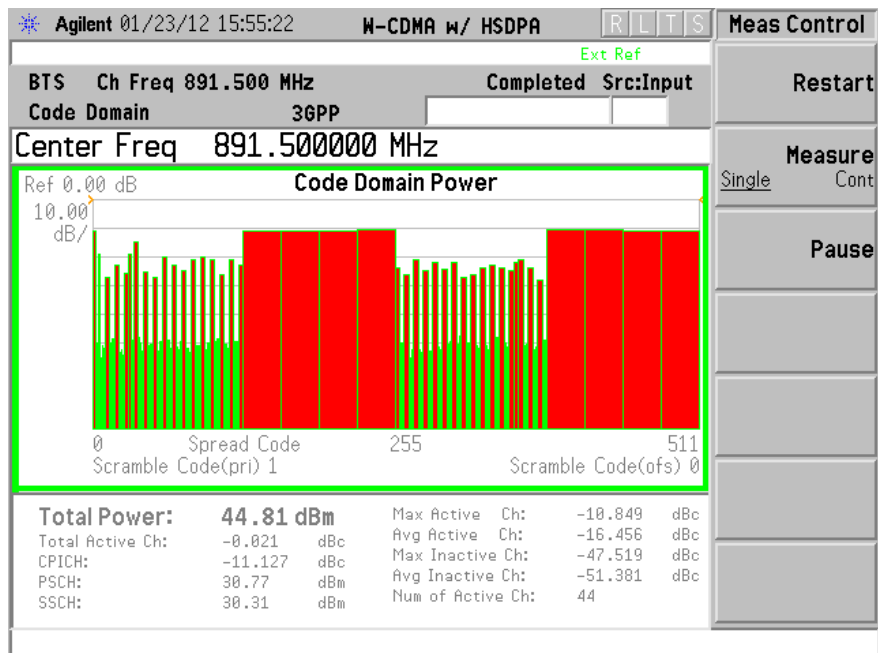 Agilent 01/23/12 15:55:22 W-CDMA w/ HSDPA R L T S Meas Control
Ext Ref
BTS Ch Freq 891.500 MHz Completed Src:Input
Code Domain 3GPP
Restart
Center Freq 891.500000 MHz
Measure
Single Cont
Ref 0.00 dB Code Domain Power
10.00
dB/
Pause
0 Spread Code 255 511
Scramble Code(pri) 1 Scramble Code(ofs) 0
Total Power: 44.81 dBm
Total Active Ch: -0.021 dBc
CPICH: -11.127 dBc
PSCH: 30.77 dBm
SSCH: 30.31 dBm
Max Active Ch: -10.849 dBc
Avg Active Ch: -16.456 dBc
Max Inactive Ch: -47.519 dBc
Avg Inactive Ch: -51.381 dBc
Num of Active Ch: 44